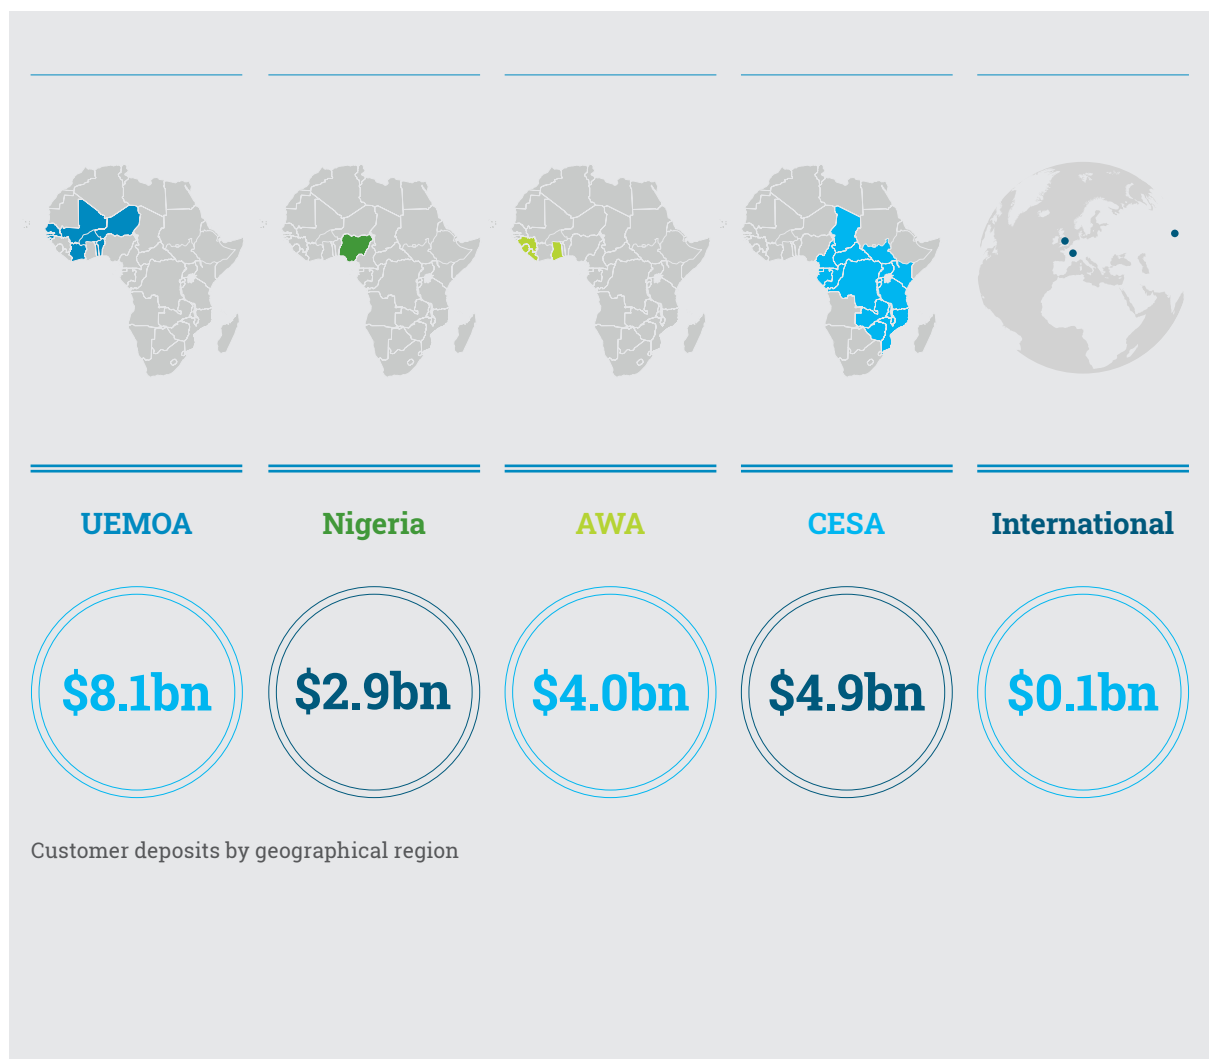 UEMOA
Nigeria
AWA
CESA
International
$8.1bn
$2.9bn
$4.0bn
$4.9bn
$0.1bn
Customer deposits by geographical region